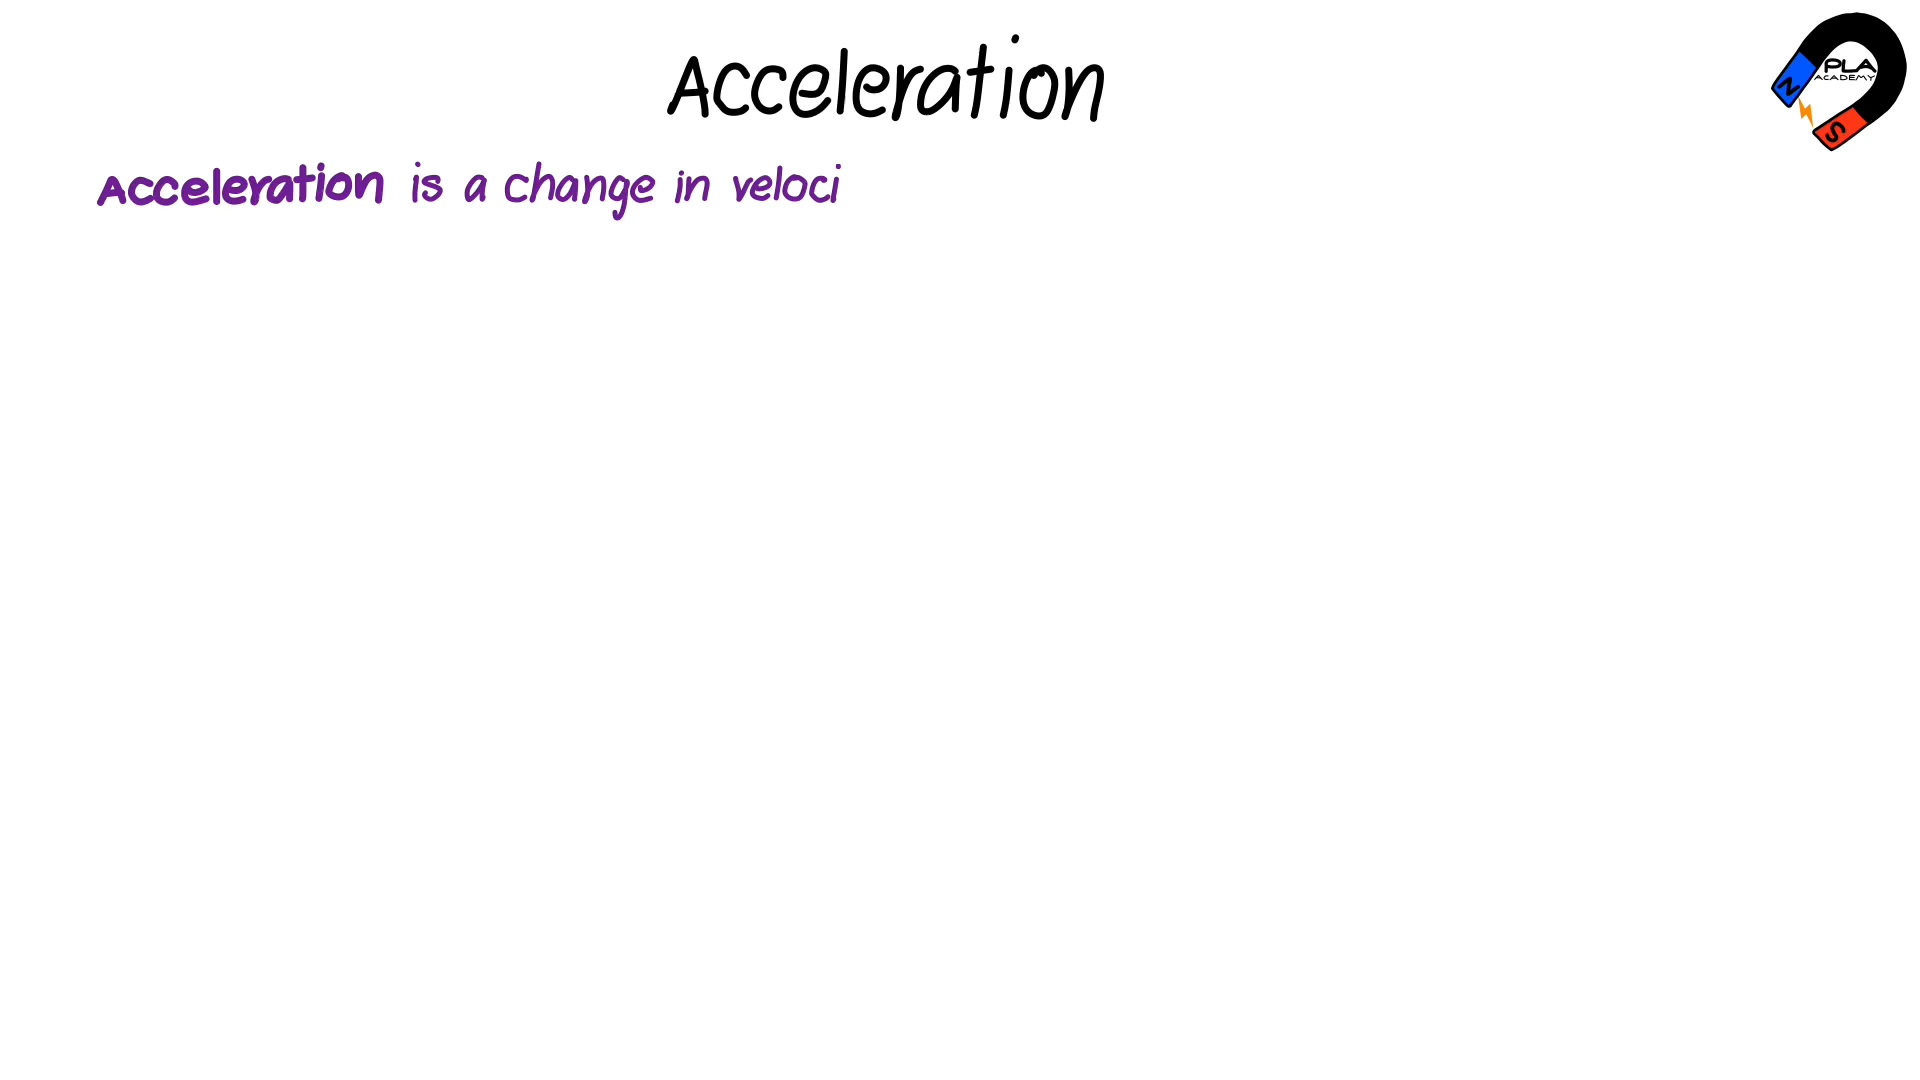 Acceleration
PLA
ACADEMY
N
S
Acceleration is a change in veloci